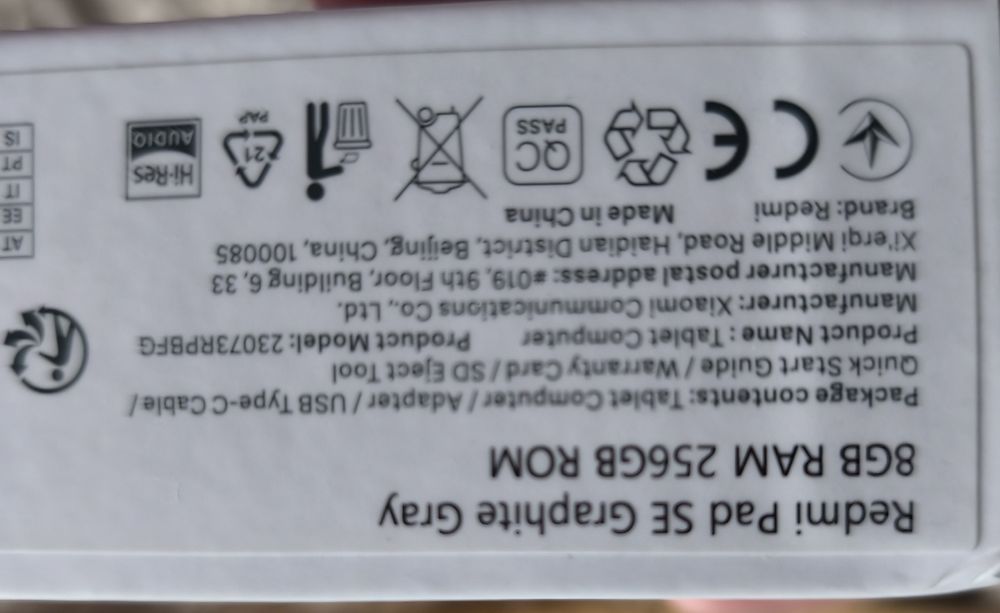 Redmi Pad SE Graphite Gray
8GB RAM 256GB ROM
Package contents: Tablet Computer / Adapter / USB Type-C Cable /
Quick Start Guide / Warranty Card / SD Eject Tool
Product Name : Tablet Computer Product Model: 23073RPBFG
Manufacturer: Xiaomi Communications Co., Ltd.
Manufacturer postal address: #019, 9th Floor, Building 6, 33
Xi'erqi Middle Road, Haidian District, Beijing, China, 100085
Brand: Redmi Made in China
CE
QC
PASS
21
PAP
Hi-Res
AUDIO
AT
EE
IT
PT
IS